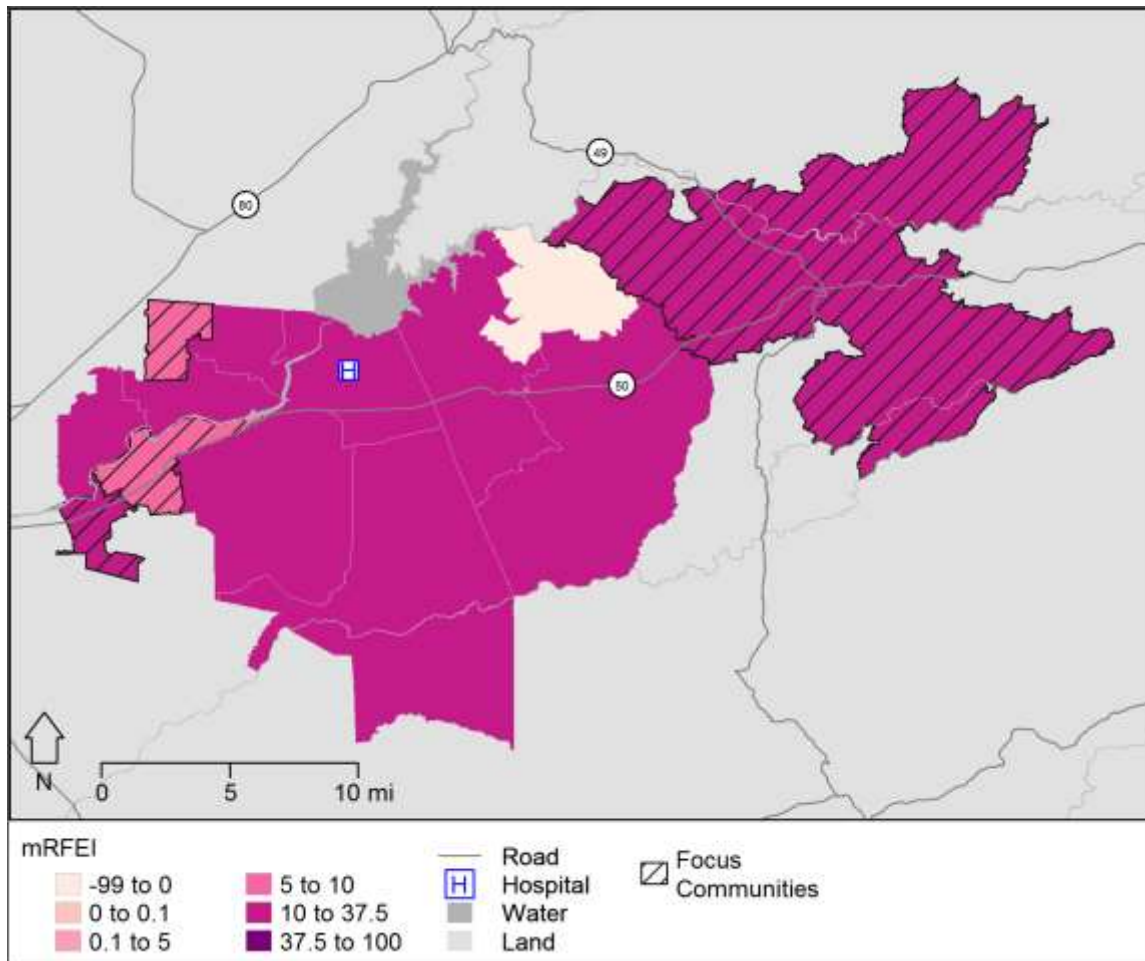 49
80
50
N
0 5 10 mi
mRFEI
-99 to 0
0 to 0.1
0.1 to 5
5 to 10
10 to 37.5
37.5 to 100
Road
H Hospital
Water
Land
Focus
Communities
H